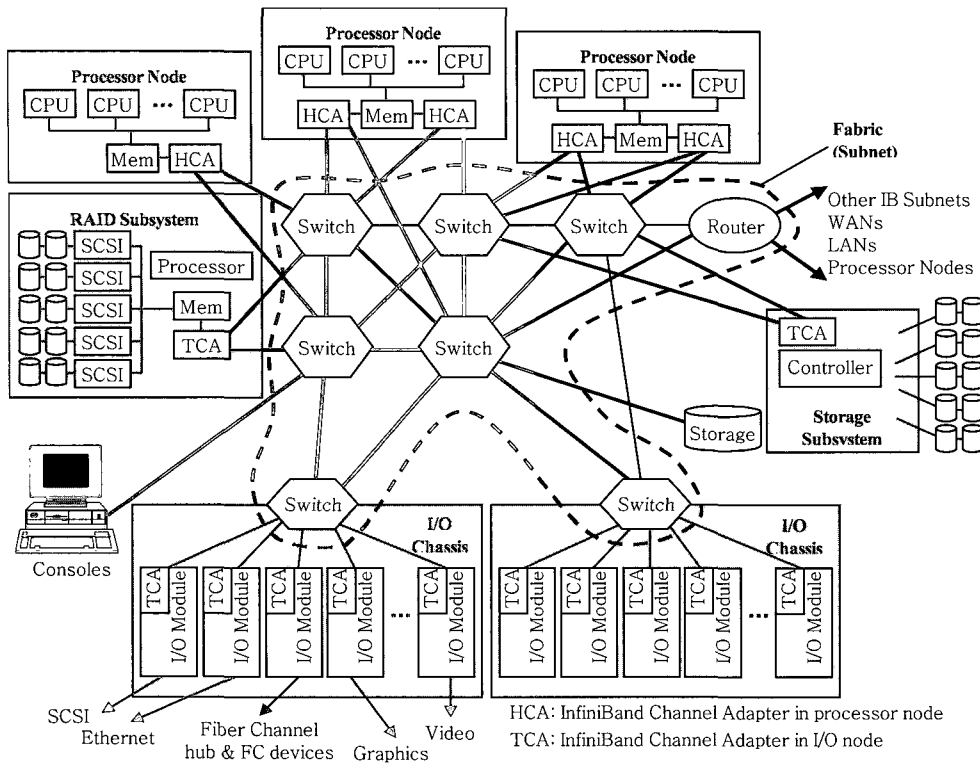 Processor Node
CPU CPU ••• CPU
Mem HCA
Processor Node
CPU CPU ••• CPU
HCA Mem HCA
Processor Node
CPU CPU ••• CPU
HCA Mem HCA
Fabric
(Subnet)
Switch Switch Switch Router
Other IB Subnets
WANs
LANs
Processor Nodes
RAID Subsystem
SCSI
SCSI
SCSI
SCSI
SCSI
Processor
Mem
TCA
Switch Switch
TCA
Controller
Storage
Subsystem
Storage
Consoles
Switch
I/O
Chassis
TCA I/O Module
TCA I/O Module
TCA I/O Module
TCA I/O Module
•••
TCA I/O Module
Switch
I/O
Chassis
TCA I/O Module
TCA I/O Module
TCA I/O Module
TCA I/O Module
•••
TCA I/O Module
SCSI
Ethernet
Fiber Channel
hub & FC devices
Graphics
Video
HCA: InfiniBand Channel Adapter in processor node
TCA: InfiniBand Channel Adapter in I/O node